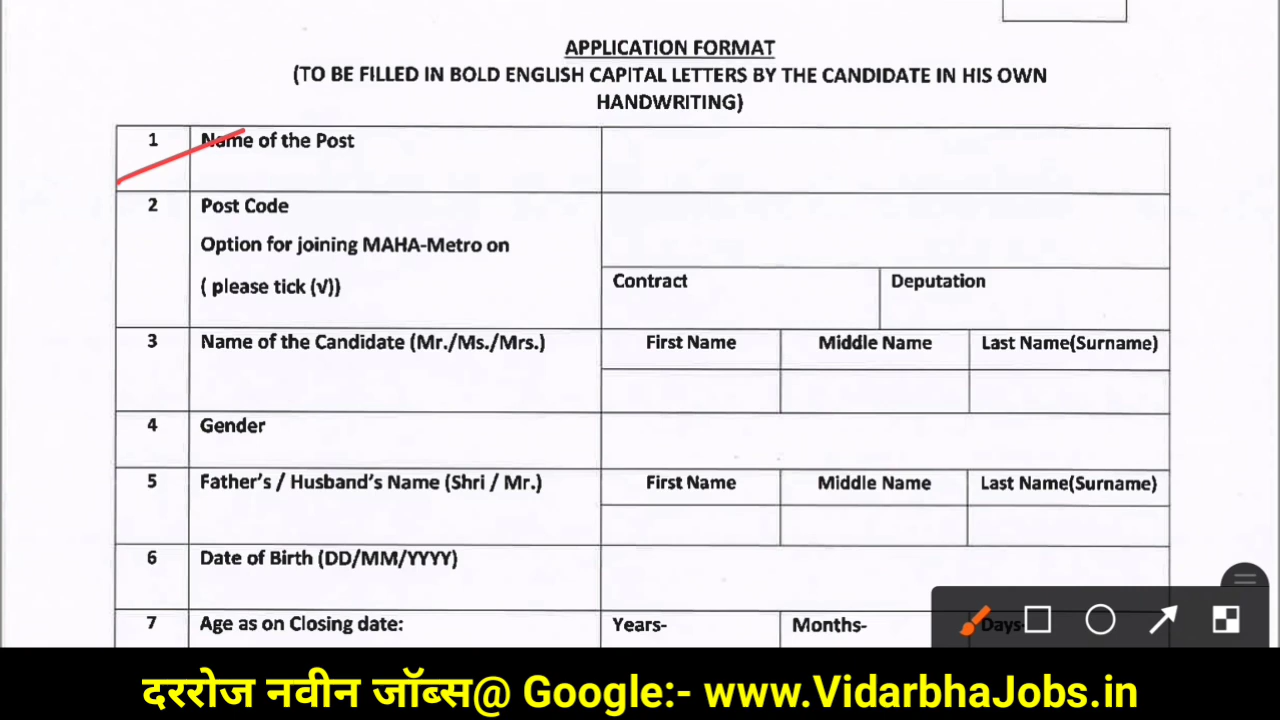 APPLICATION FORMAT
(TO BE FILLED IN BOLD ENGLISH CAPITAL LETTERS BY THE CANDIDATE IN HIS OWN
HANDWRITING)
1 Name of the Post
2 Post Code
Option for joining MAHA-Metro on
( please tick (√))
Contract Deputation
3 Name of the Candidate (Mr./Ms./Mrs.) First Name Middle Name Last Name(Surname)
4 Gender
5 Father's / Husband's Name (Shri / Mr.) First Name Middle Name Last Name(Surname)
6 Date of Birth (DD/MM/YYYY)
7 Age as on Closing date: Years- Months- Days-
दररोज नवीन जॉब्स@ Google:- www.VidarbhaJobs.in